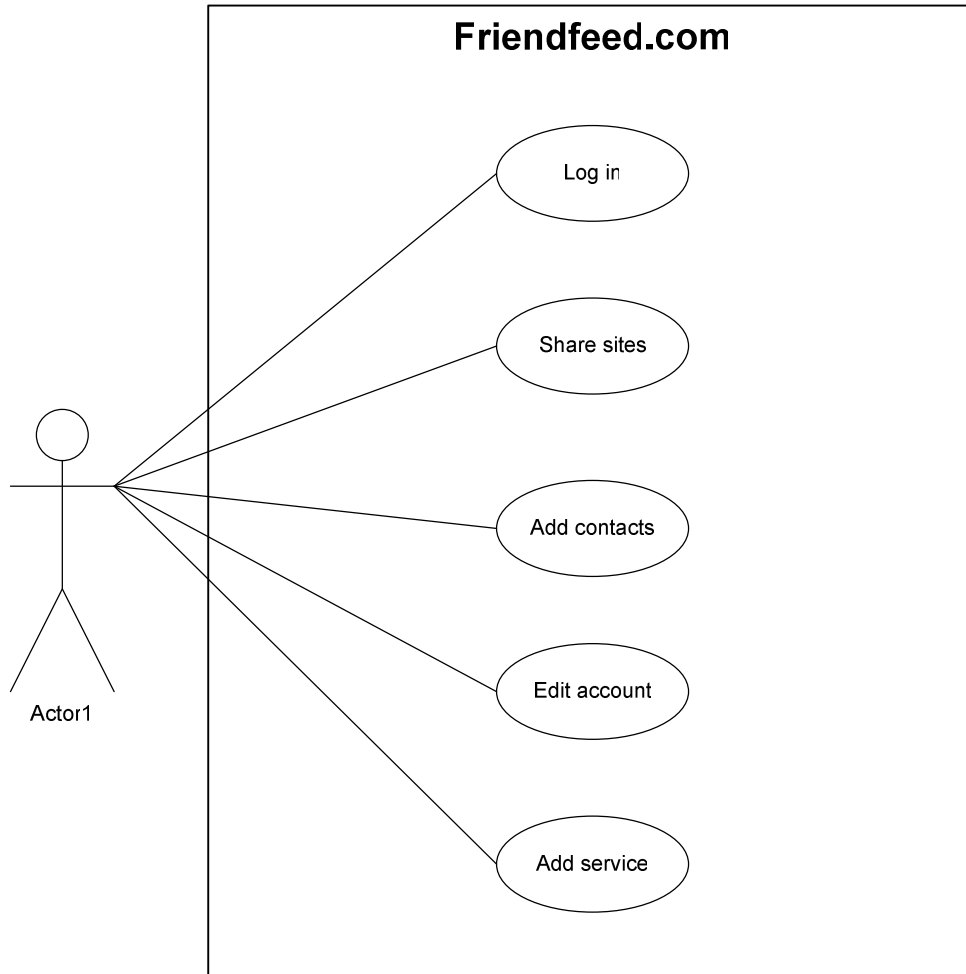 Friendfeed.com
Log in
Share sites
Add contacts
Edit account
Actor1
Add service